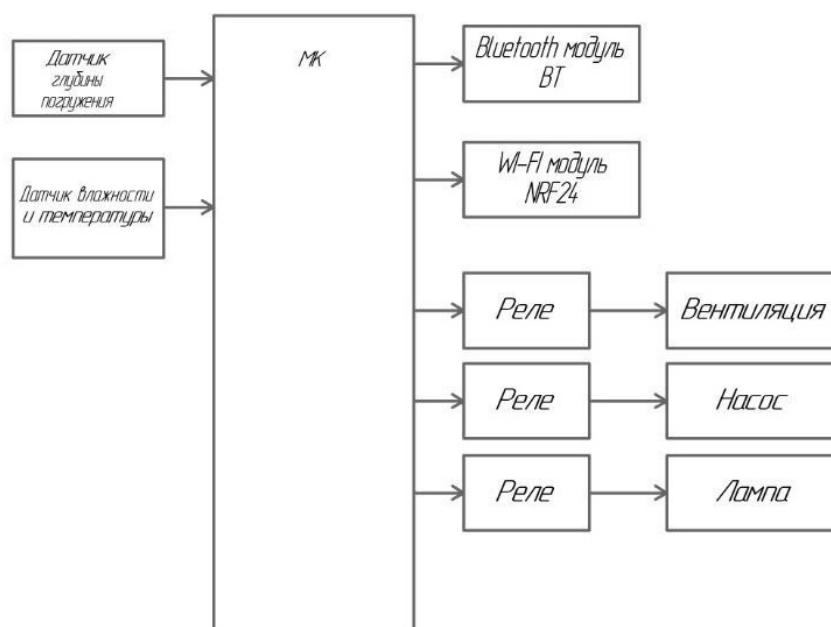 Датчик
глубины
погружения
Датчик влажности
и температуры
МК
Bluetooth модуль
BT
WI-FI модуль
NRF24
Реле
Вентиляция
Реле
Насос
Реле
Лампа